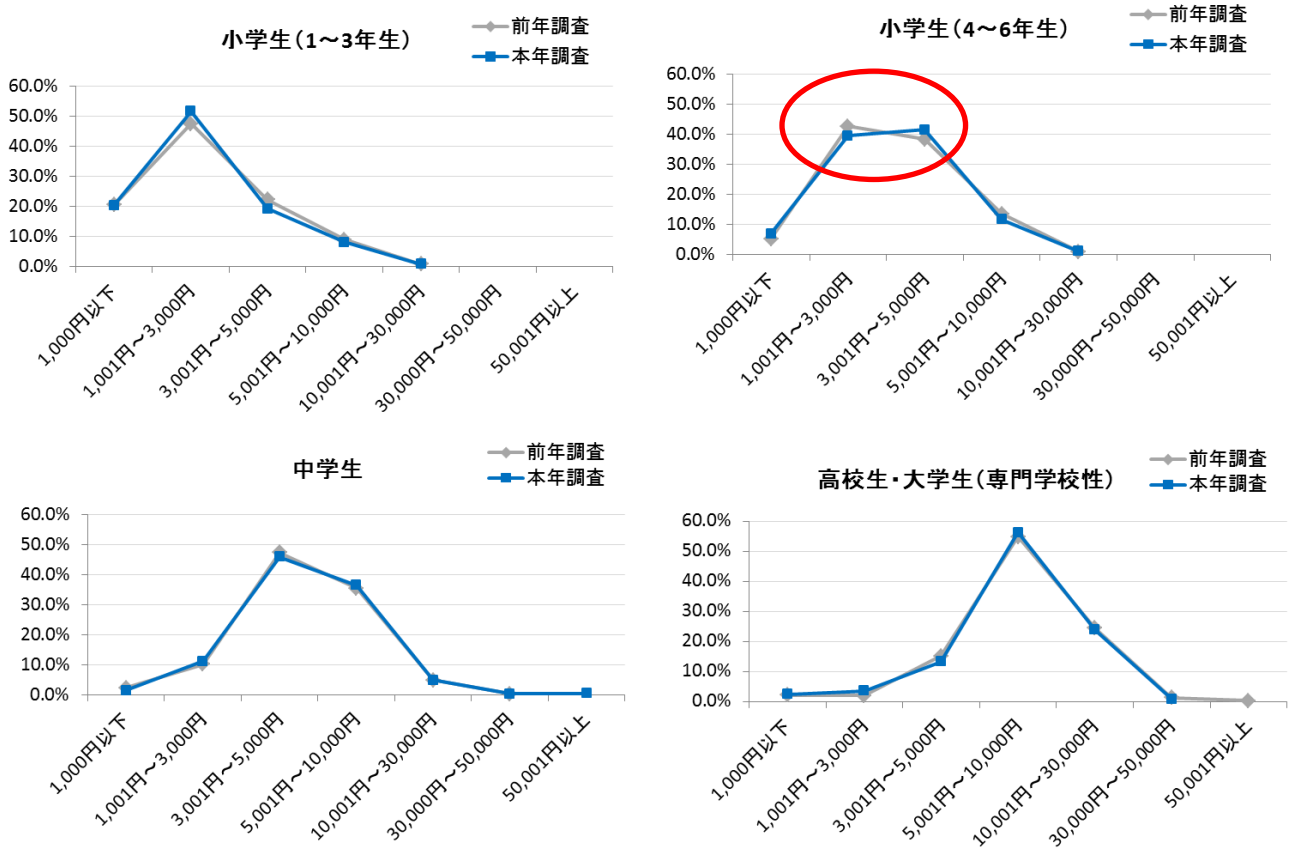 小学生(1～3年生)
前年調査
本年調査
60.0%
50.0%
40.0%
30.0%
20.0%
10.0%
0.0%
1,000円以下
1,001円～3,000円
3,001円～5,000円
5,001円～10,000円
10,001円～30,000円
30,000円～50,000円
50,001円以上
小学生(4～6年生)
前年調査
本年調査
60.0%
50.0%
40.0%
30.0%
20.0%
10.0%
0.0%
1,000円以下
1,001円～3,000円
3,001円～5,000円
5,001円～10,000円
10,001円～30,000円
30,000円～50,000円
50,001円以上
中学生
前年調査
本年調査
60.0%
50.0%
40.0%
30.0%
20.0%
10.0%
0.0%
1,000円以下
1,001円～3,000円
3,001円～5,000円
5,001円～10,000円
10,001円～30,000円
30,000円～50,000円
50,001円以上
高校生・大学生(専門学校性)
前年調査
本年調査
60.0%
50.0%
40.0%
30.0%
20.0%
10.0%
0.0%
1,000円以下
1,001円～3,000円
3,001円～5,000円
5,001円～10,000円
10,001円～30,000円
30,000円～50,000円
50,001円以上